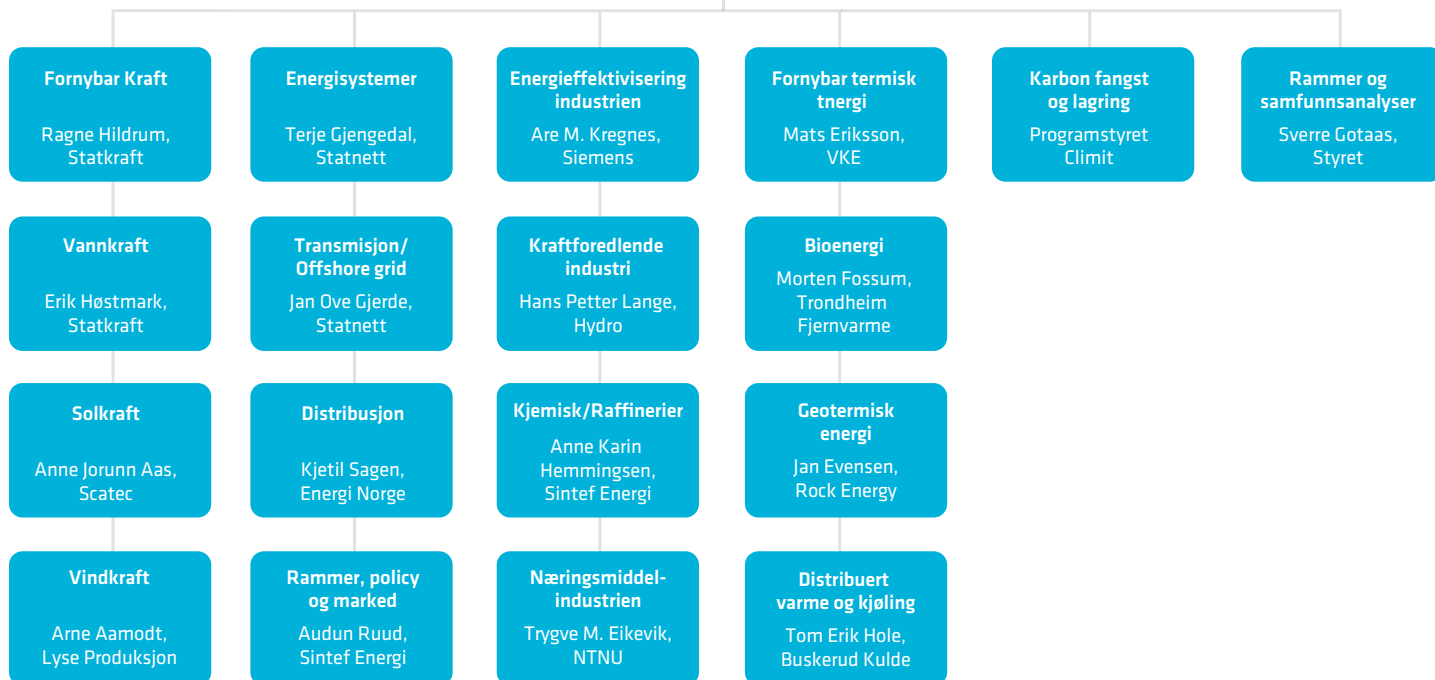 Fornybar Kraft
Ragne Hildrum,
Statkraft
Energisystemer
Terje Gjengedal,
Statnett
Energieffektivisering
industrien
Are M. Kregnes,
Siemens
Fornybar termisk
tnergi
Mats Eriksson,
VKE
Karbon fangst
og lagring
Programstyret
Climit
Rammer og
samfunnsanalyser
Sverre Gotaas,
Styret
Vannkraft
Erik Høstmark,
Statkraft
Transmisjon/
Offshore grid
Jan Ove Gjerde,
Statnett
Kraftforedlende
industri
Hans Petter Lange,
Hydro
Bioenergi
Morten Fossum,
Trondheim
Fjernvarme
Solkraft
Anne Jorunn Aas,
Scatec
Distribusjon
Kjetil Sagen,
Energi Norge
Kjemisk/Raffinerier
Anne Karin
Hemmingsen,
Sintef Energi
Geotermisk
energi
Jan Evensen,
Rock Energy
Vindkraft
Arne Aamodt,
Lyse Produksjon
Rammer, policy
og marked
Audun Ruud,
Sintef Energi
Næringsmiddel-
industrien
Trygve M. Eikevik,
NTNU
Distribuert
varme og kjøling
Tom Erik Hole,
Buskerud Kulde